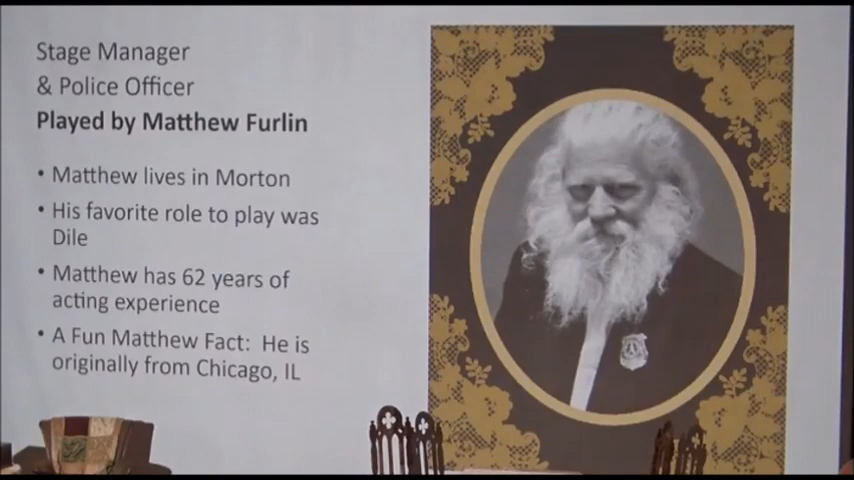 Stage Manager
& Police Officer
Played by Matthew Furlin
• Matthew lives in Morton
• His favorite role to play was
Dile
• Matthew has 62 years of
acting experience
• A Fun Matthew Fact:  He is
originally from Chicago, IL